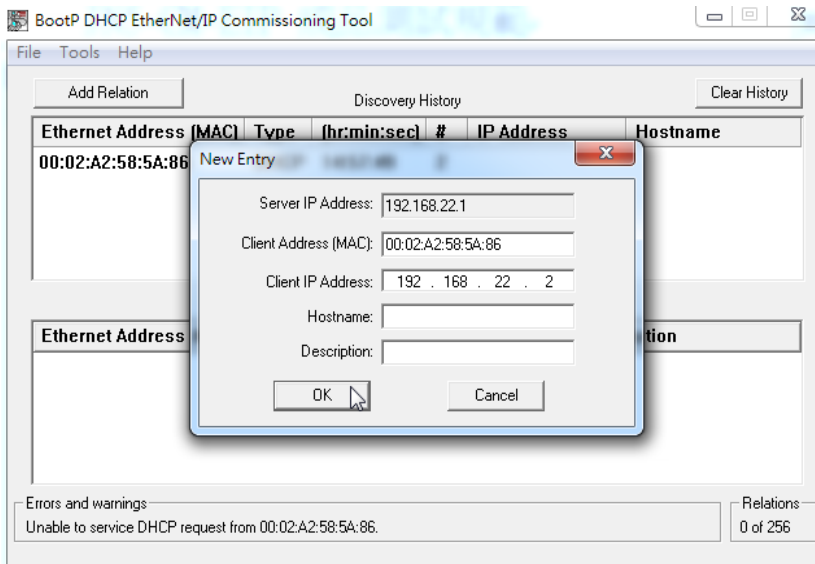 BootP DHCP EtherNet/IP Commissioning Tool
File Tools Help
Add Relation
Discovery History
Clear History
Ethernet Address (MAC) Type (hr:min:sec) # IP Address Hostname
00:02:A2:58:5A:86
New Entry
Server IP Address: 192.168.22.1
Client Address (MAC): 00:02:A2:58:5A:86
Client IP Address: 192 . 168 . 22 . 2
Hostname:
Description:
OK Cancel
Ethernet Address
tion
Errors and warnings
Unable to service DHCP request from 00:02:A2:58:5A:86.
Relations
0 of 256